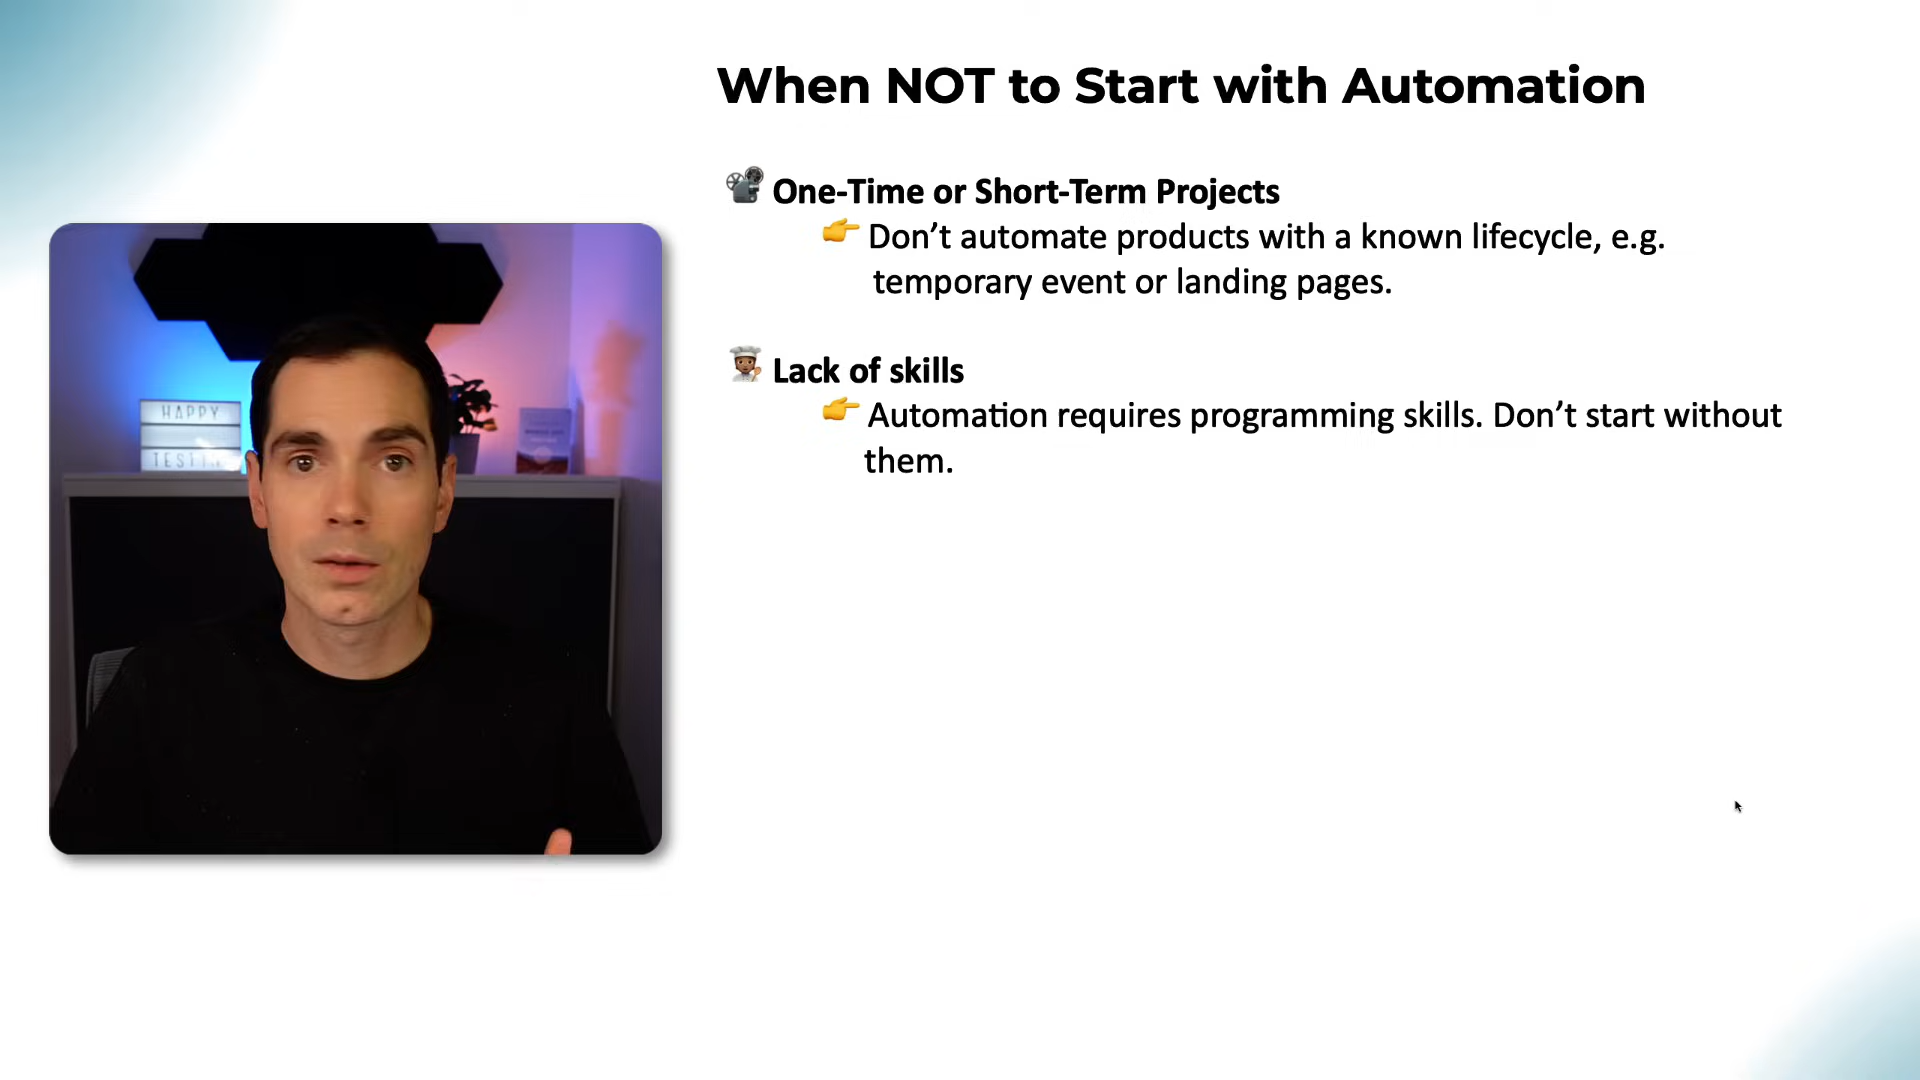 When NOT to Start with Automation
One-Time or Short-Term Projects
Don’t automate products with a known lifecycle, e.g.
temporary event or landing pages.
Lack of skills
Automation requires programming skills. Don’t start without
them.
HAPPY